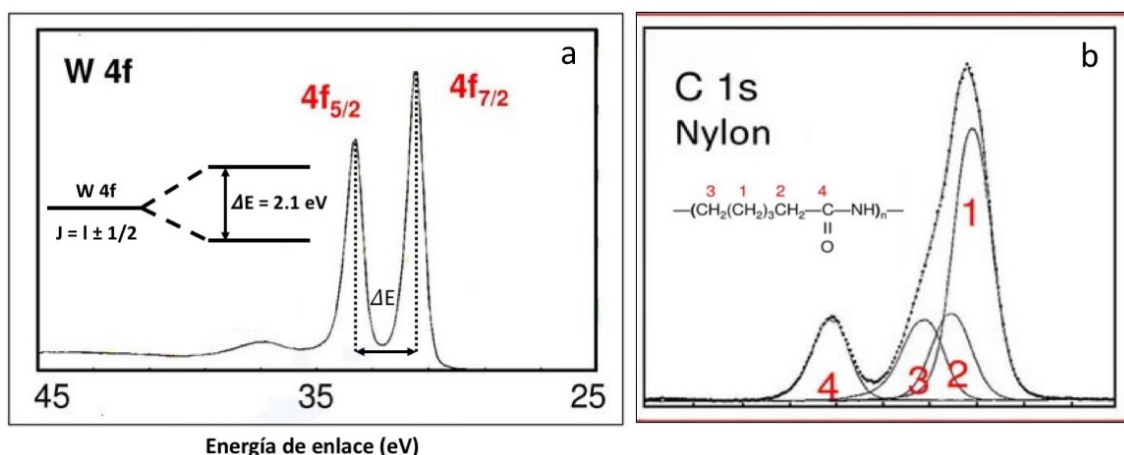 a
W 4f
4f5/2
4f7/2
W 4f
ΔE = 2.1 eV
J = l ± 1/2
ΔE
45
35
25
Energía de enlace (eV)
b
C 1s
Nylon
3 1 2 4
—(CH2(CH2)3CH2—C—NH)n—
O
1
4
3
2